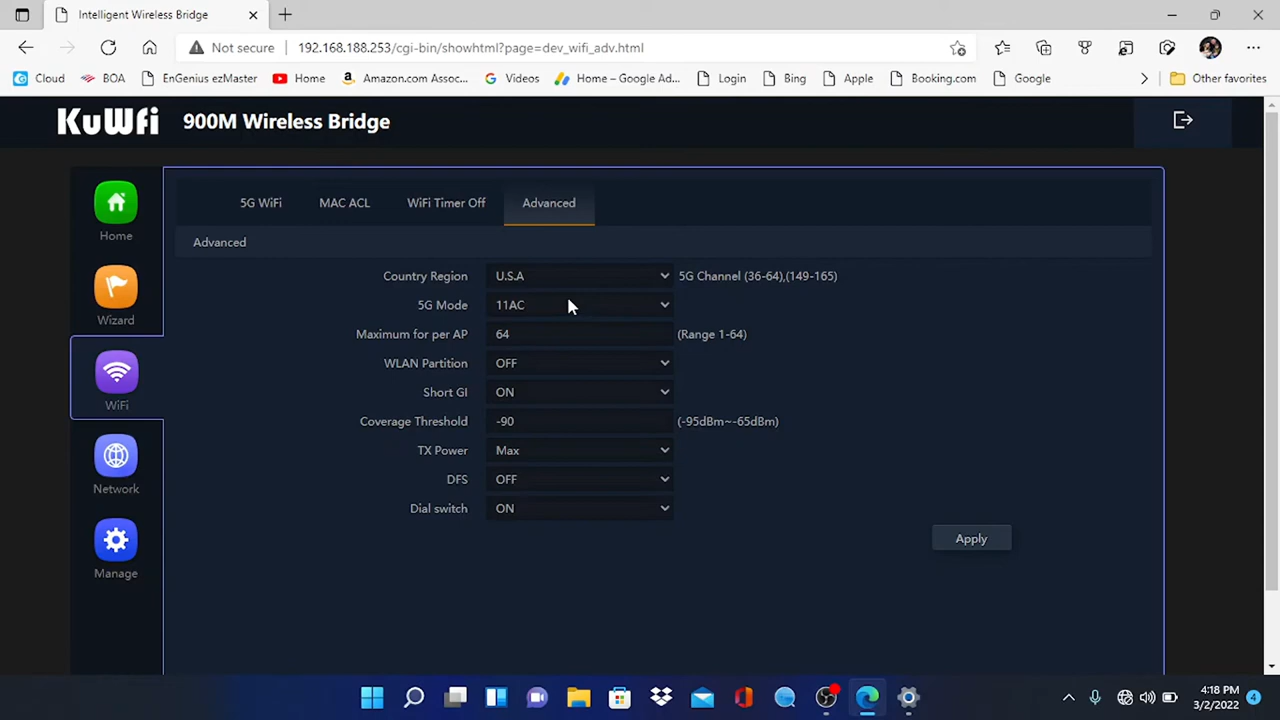 Intelligent Wireless Bridge
Not secure 192.168.188.253/cgi-bin/showhtml?page=dev_wifi_adv.html
Cloud BOA EnGenius ezMaster Home Amazon.com Assoc... Videos Home – Google Ad... Login Bing Apple Booking.com Google Other favorites
KuWfi 900M Wireless Bridge
Home
Wizard
WiFi
Network
Manage
5G WiFi MAC ACL WiFi Timer Off Advanced
Advanced
Country Region U.S.A 5G Channel (36-64),(149-165)
5G Mode 11AC
Maximum for per AP 64 (Range 1-64)
WLAN Partition OFF
Short GI ON
Coverage Threshold -90 (-95dBm~-65dBm)
TX Power Max
DFS OFF
Dial switch ON
Apply
4:18 PM
3/2/2022
4